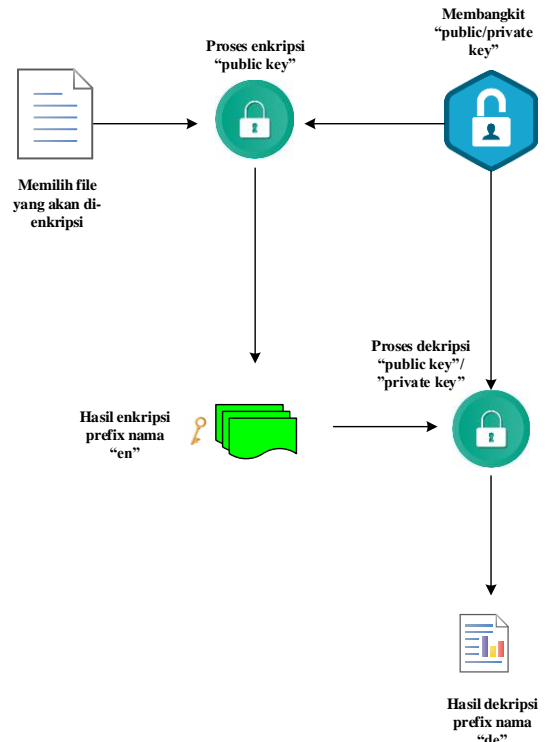 Membangkit
“public/private
key”
Proses enkripsi
“public key”
Memilih file
yang akan di-
enkripsi
Proses dekripsi
“public key”/
”private key”
Hasil enkripsi
prefix nama
“en”
Hasil dekripsi
prefix nama
“de”